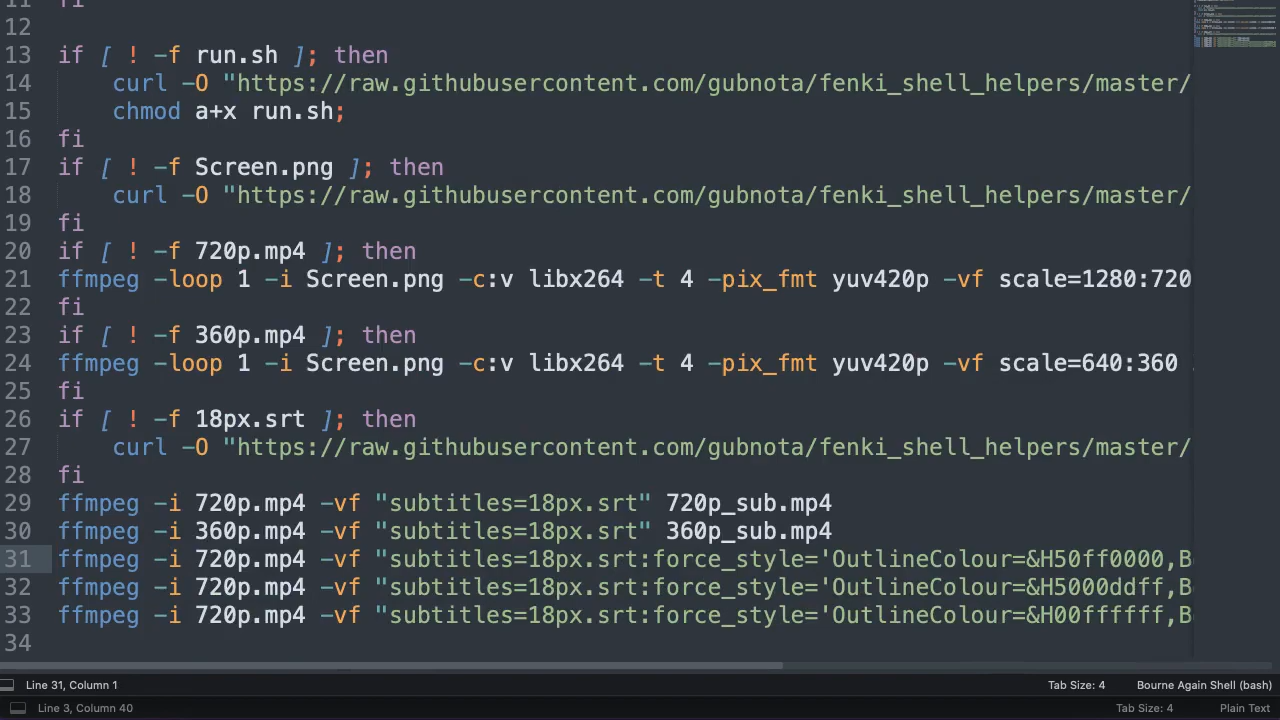 11 fi
12
13 if [ ! -f run.sh ]; then
14 curl -O "https://raw.githubusercontent.com/gubnota/fenki_shell_helpers/master/
15 chmod a+x run.sh;
16 fi
17 if [ ! -f Screen.png ]; then
18 curl -O "https://raw.githubusercontent.com/gubnota/fenki_shell_helpers/master/
19 fi
20 if [ ! -f 720p.mp4 ]; then
21 ffmpeg -loop 1 -i Screen.png -c:v libx264 -t 4 -pix_fmt yuv420p -vf scale=1280:720
22 fi
23 if [ ! -f 360p.mp4 ]; then
24 ffmpeg -loop 1 -i Screen.png -c:v libx264 -t 4 -pix_fmt yuv420p -vf scale=640:360
25 fi
26 if [ ! -f 18px.srt ]; then
27 curl -O "https://raw.githubusercontent.com/gubnota/fenki_shell_helpers/master/
28 fi
29 ffmpeg -i 720p.mp4 -vf "subtitles=18px.srt" 720p_sub.mp4
30 ffmpeg -i 360p.mp4 -vf "subtitles=18px.srt" 360p_sub.mp4
31 ffmpeg -i 720p.mp4 -vf "subtitles=18px.srt:force_style='OutlineColour=&H50ff0000,B
32 ffmpeg -i 720p.mp4 -vf "subtitles=18px.srt:force_style='OutlineColour=&H5000ddff,B
33 ffmpeg -i 720p.mp4 -vf "subtitles=18px.srt:force_style='OutlineColour=&H00ffffff,B
34
Line 31, Column 1 Tab Size: 4 Bourne Again Shell (bash)
Line 3, Column 40 Tab Size: 4 Plain Text